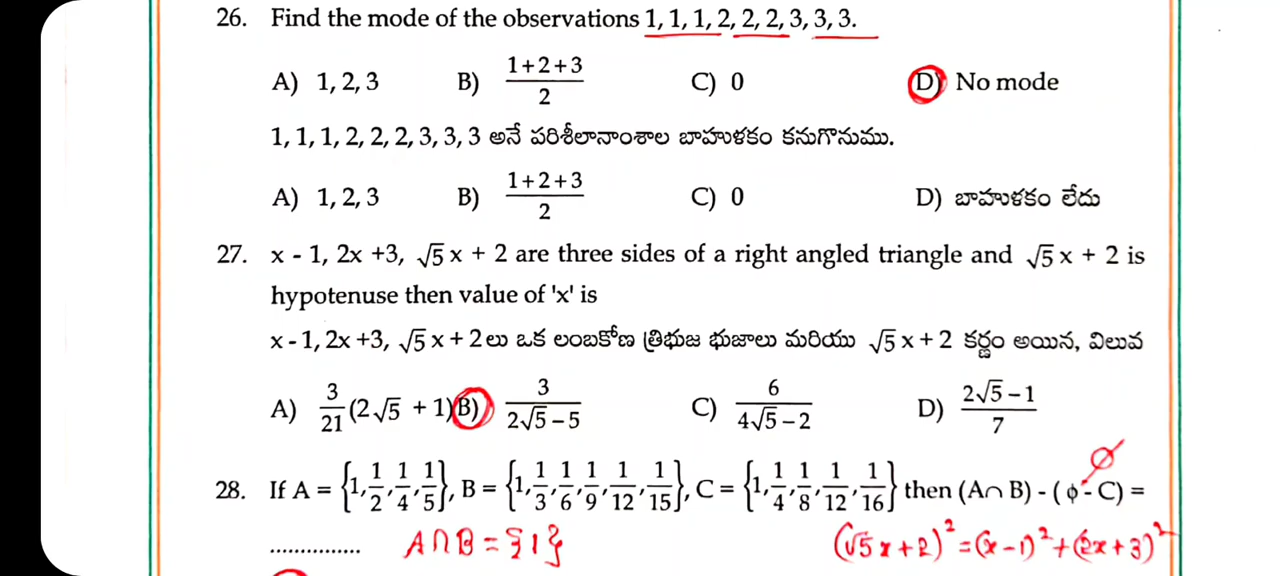 26. Find the mode of the observations 1, 1, 1, 2, 2, 2, 3, 3, 3.
A) 1, 2, 3 B) (1+2+3)/2 C) 0 D) No mode
1, 1, 1, 2, 2, 2, 3, 3, 3 అనే పరిశీలనాంశాల బాహుళకం కనుగొనుము.
A) 1, 2, 3 B) (1+2+3)/2 C) 0 D) బాహుళకం లేదు
27. x - 1, 2x +3, √5 x + 2 are three sides of a right angled triangle and √5 x + 2 is
hypotenuse then value of 'x' is
x - 1, 2x +3, √5 x + 2 లు ఒక లంబకోణ త్రిభుజ భుజాలు మరియు √5 x + 2 కర్ణం అయిన, విలువ
A) 3/21 (2√5 + 1) B) 3/(2√5 − 5) C) 6/(4√5 − 2) D) (2√5 − 1)/7
28. If A = {1, 1/2, 1/4, 1/5}, B = {1, 1/3, 1/6, 1/9, 1/12, 1/15}, C = {1, 1/4, 1/8, 1/12, 1/16} then (A∩ B) - ( ϕ - C) =
ϕ
............... A∩B = {1} (√5 x + 2)² = (x − 1)² + (2x + 3)²